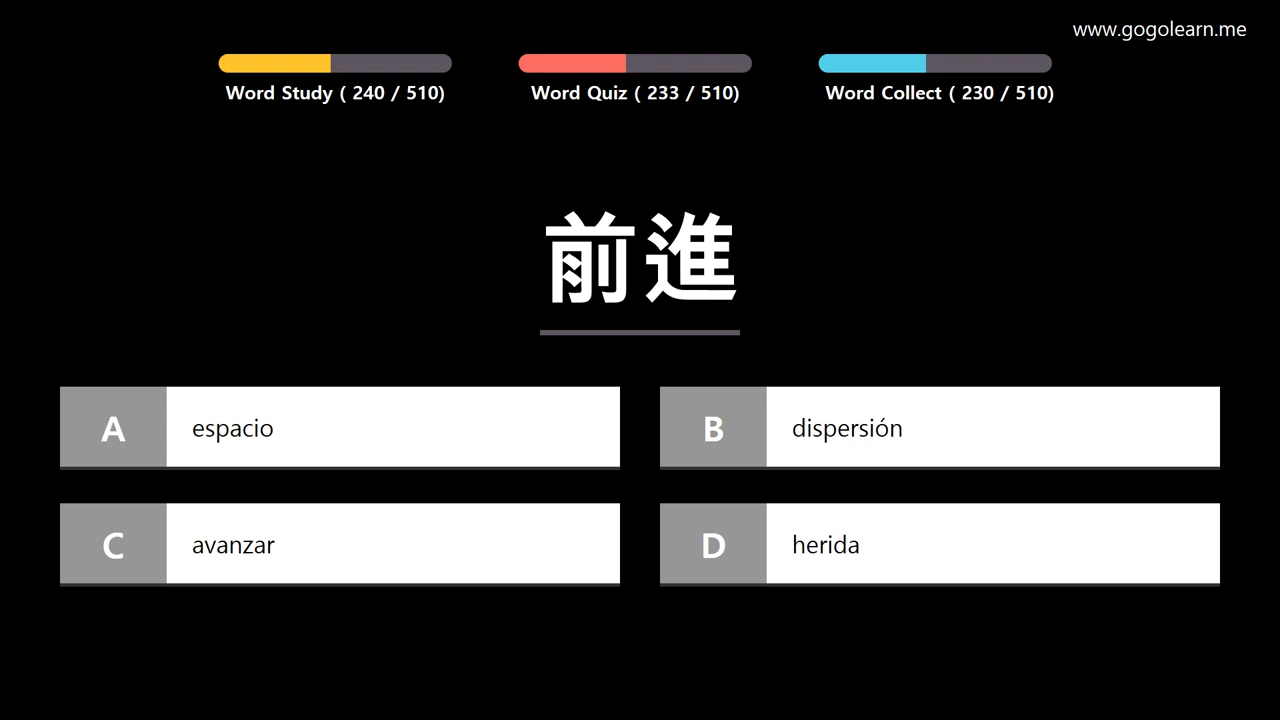 www.gogolearn.me
Word Study ( 240 / 510)
Word Quiz ( 233 / 510)
Word Collect ( 230 / 510)
前進
A espacio
B dispersión
C avanzar
D herida